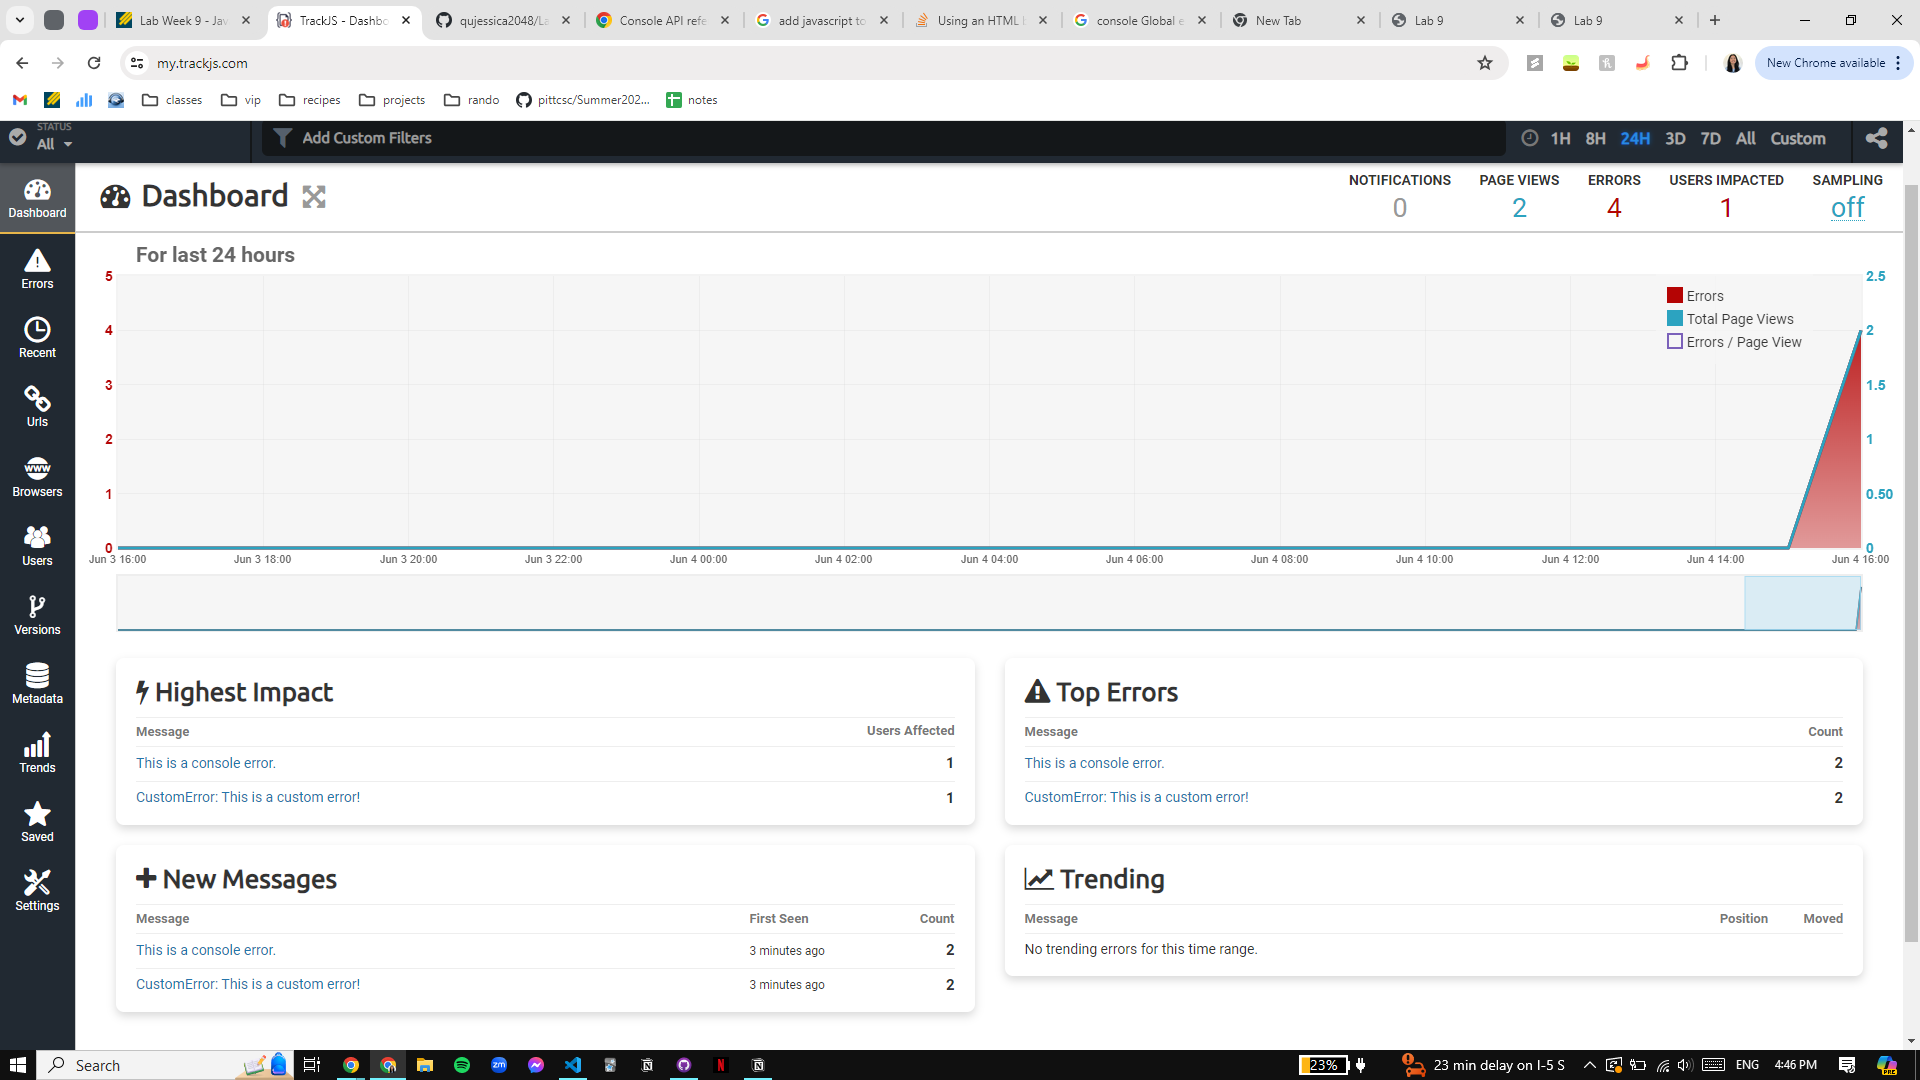 Lab Week 9 - Jav
TrackJS - Dashbo
qujessica2048/La
Console API refe
add javascript to
Using an HTML b
console Global e
New Tab
Lab 9
Lab 9
my.trackjs.com
New Chrome available
classes
vip
recipes
projects
rando
pittcsc/Summer202...
notes
STATUS
All
Add Custom Filters
1H 8H 24H 3D 7D All Custom
Dashboard
Errors
Recent
Urls
Browsers
Users
Versions
Metadata
Trends
Saved
Settings
Dashboard
NOTIFICATIONS
0
PAGE VIEWS
2
ERRORS
4
USERS IMPACTED
1
SAMPLING
off
For last 24 hours
5
4
3
2
1
0
2.5
2
1.5
1
0.50
0
Errors
Total Page Views
Errors / Page View
Jun 3 16:00 Jun 3 18:00 Jun 3 20:00 Jun 3 22:00 Jun 4 00:00 Jun 4 02:00 Jun 4 04:00 Jun 4 06:00 Jun 4 08:00 Jun 4 10:00 Jun 4 12:00 Jun 4 14:00 Jun 4 16:00
Highest Impact
Message Users Affected
This is a console error. 1
CustomError: This is a custom error! 1
Top Errors
Message Count
This is a console error. 2
CustomError: This is a custom error! 2
New Messages
Message First Seen Count
This is a console error. 3 minutes ago 2
CustomError: This is a custom error! 3 minutes ago 2
Trending
Message Position Moved
No trending errors for this time range.
Search
23%
23 min delay on I-5 S
ENG
4:46 PM